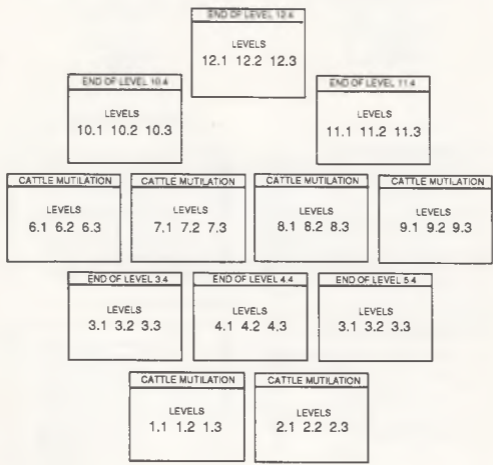 END OF LEVEL 12.4
LEVELS
12.1 12.2 12.3
END OF LEVEL 10.4
LEVELS
10.1 10.2 10.3
END OF LEVEL 11.4
LEVELS
11.1 11.2 11.3
CATTLE MUTILATION
LEVELS
6.1 6.2 6.3
CATTLE MUTILATION
LEVELS
7.1 7.2 7.3
CATTLE MUTILATION
LEVELS
8.1 8.2 8.3
CATTLE MUTILATION
LEVELS
9.1 9.2 9.3
END OF LEVEL 3.4
LEVELS
3.1 3.2 3.3
END OF LEVEL 4.4
LEVELS
4.1 4.2 4.3
END OF LEVEL 5.4
LEVELS
3.1 3.2 3.3
CATTLE MUTILATION
LEVELS
1.1 1.2 1.3
CATTLE MUTILATION
LEVELS
2.1 2.2 2.3